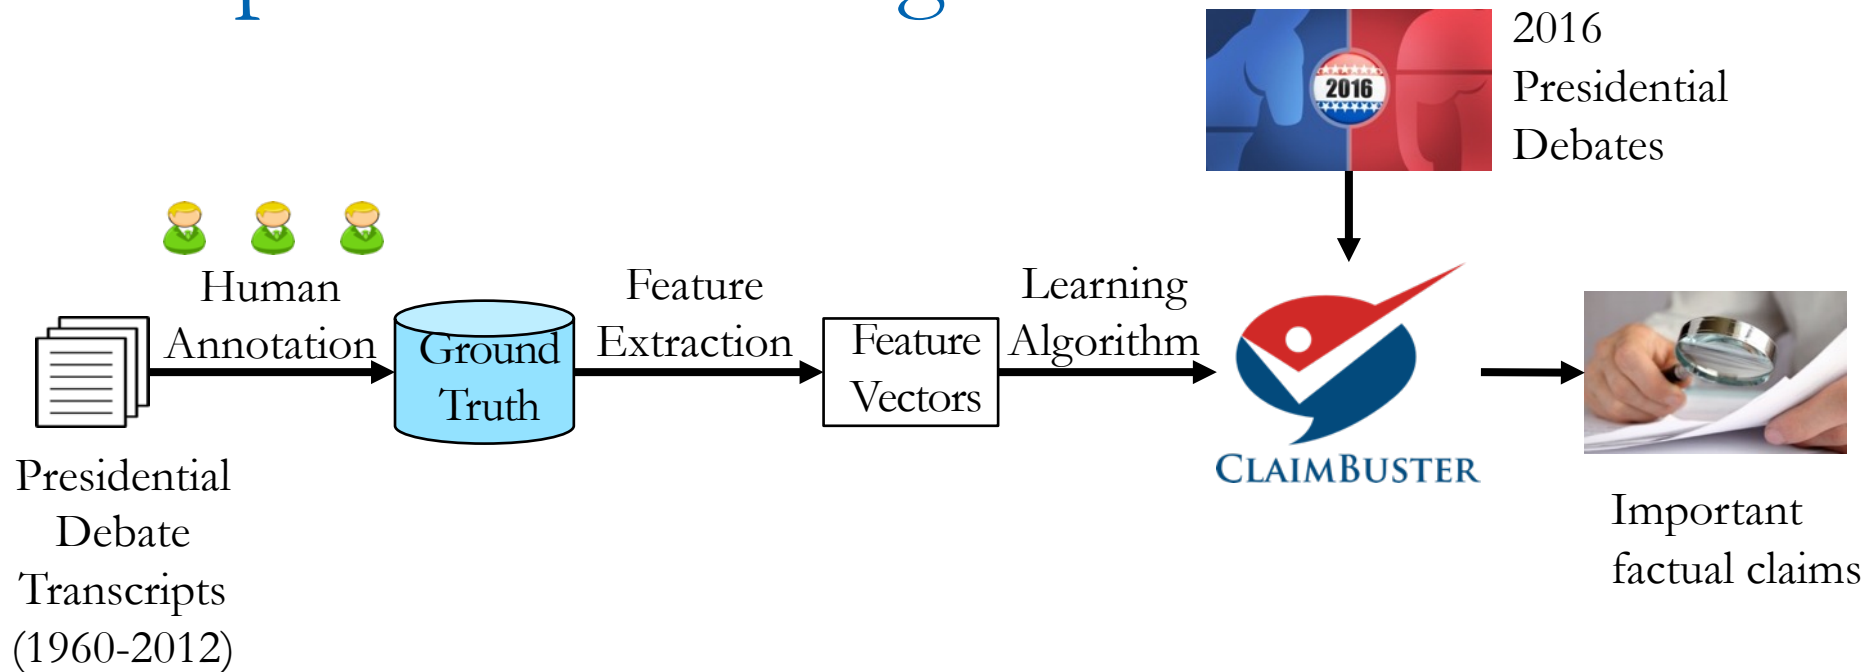 2016
Presidential
Debates
2016
Human
Annotation
Ground
Truth
Feature
Extraction
Feature
Vectors
Learning
Algorithm
CLAIMBUSTER
Presidential
Debate
Transcripts
(1960-2012)
Important
factual claims